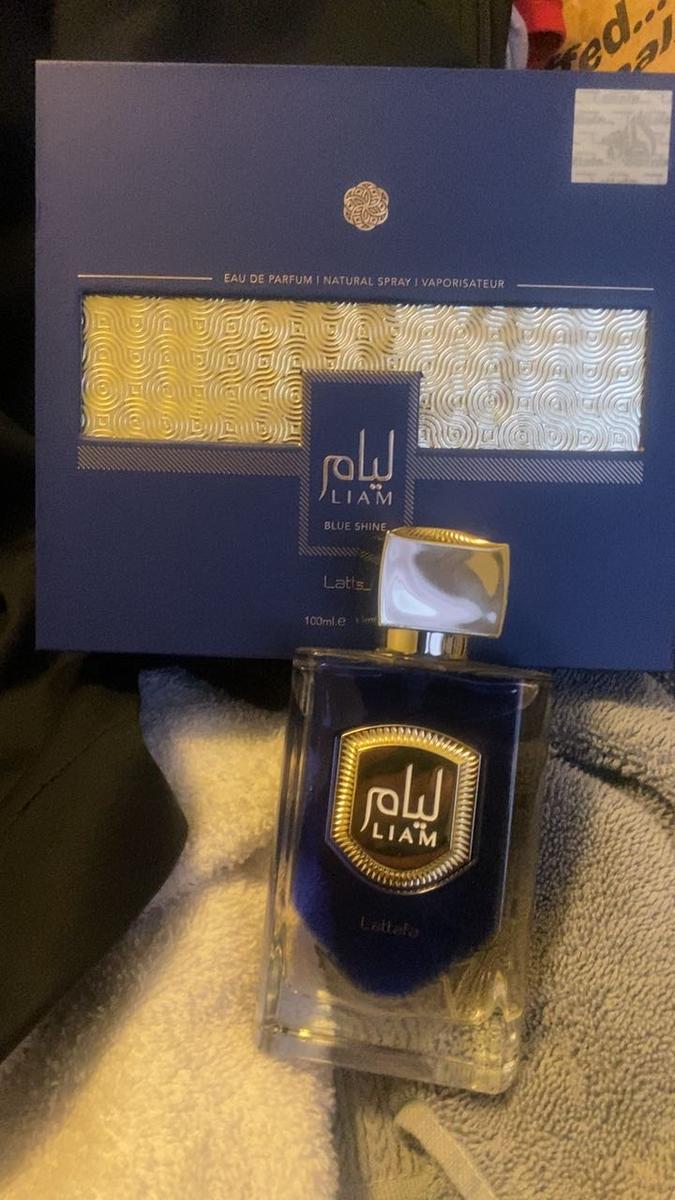 EAU DE PARFUM | NATURAL SPRAY | VAPORISATEUR
ليام
LIAM
BLUE SHINE
100ml.e
ليام
LIAM
Lattafa